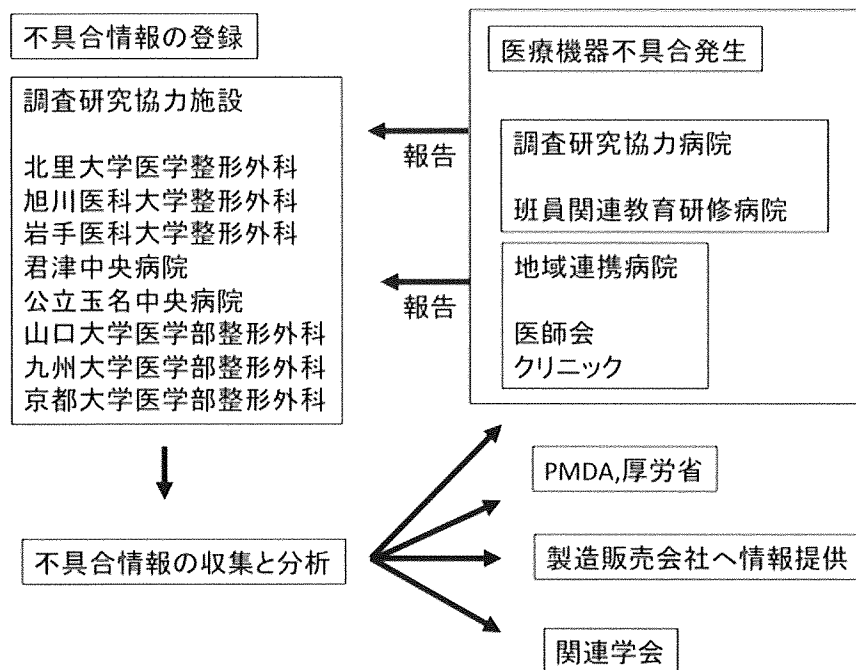 不具合情報の登録
調査研究協力施設
北里大学医学整形外科
旭川医科大学整形外科
岩手医科大学整形外科
君津中央病院
公立玉名中央病院
山口大学医学部整形外科
九州大学医学部整形外科
京都大学医学部整形外科
医療機器不具合発生
調査研究協力病院
班員関連教育研修病院
地域連携病院
医師会
クリニック
報告
報告
不具合情報の収集と分析
PMDA,厚労省
製造販売会社へ情報提供
関連学会